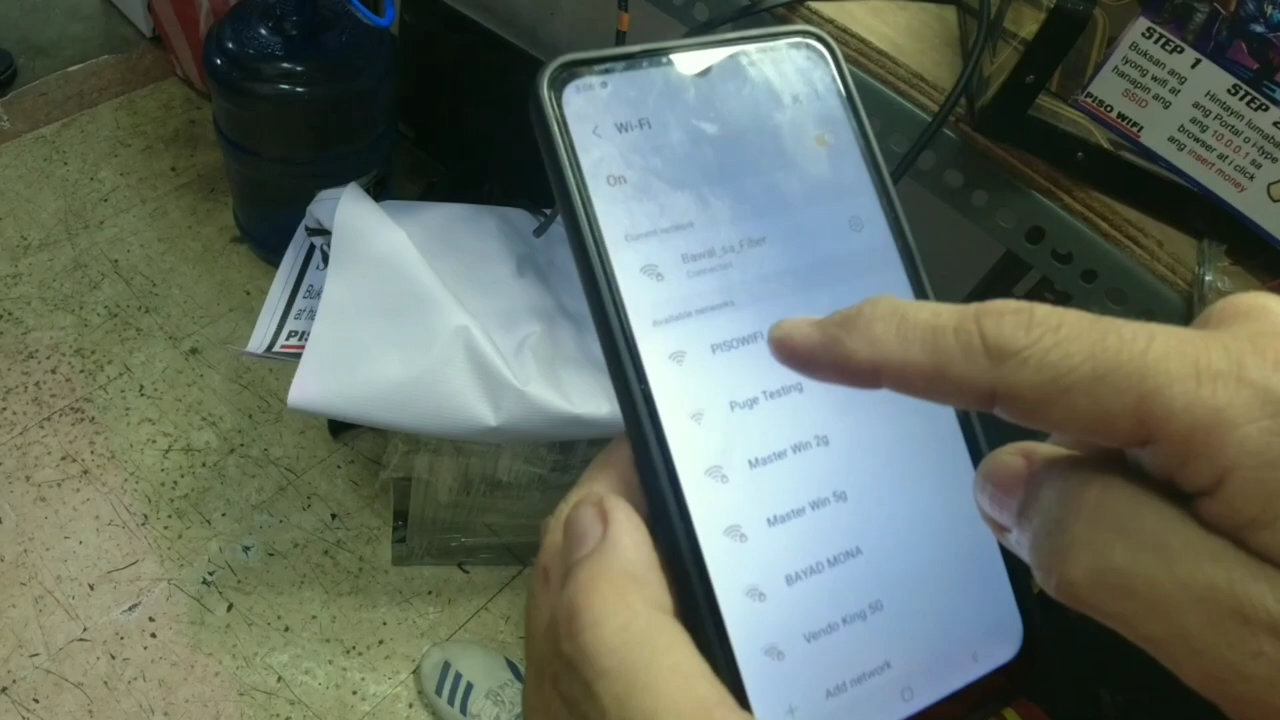 Wi-Fi
On
Current network
Bawal_sa_Fiber
Connected
Available networks
PISOWIFI
Puge Testing
Master Win 2g
Master Win 5g
BAYAD MONA
Vendo King 50
Add network
STEP 1
Buksan ang
iyong wifi at
hanapin ang
SSID
PISO WIFI
STEP
Hintayin lumaba
ang Portal o i-type
ang 10.0.0.1 sa
browser at i click
ang insert money